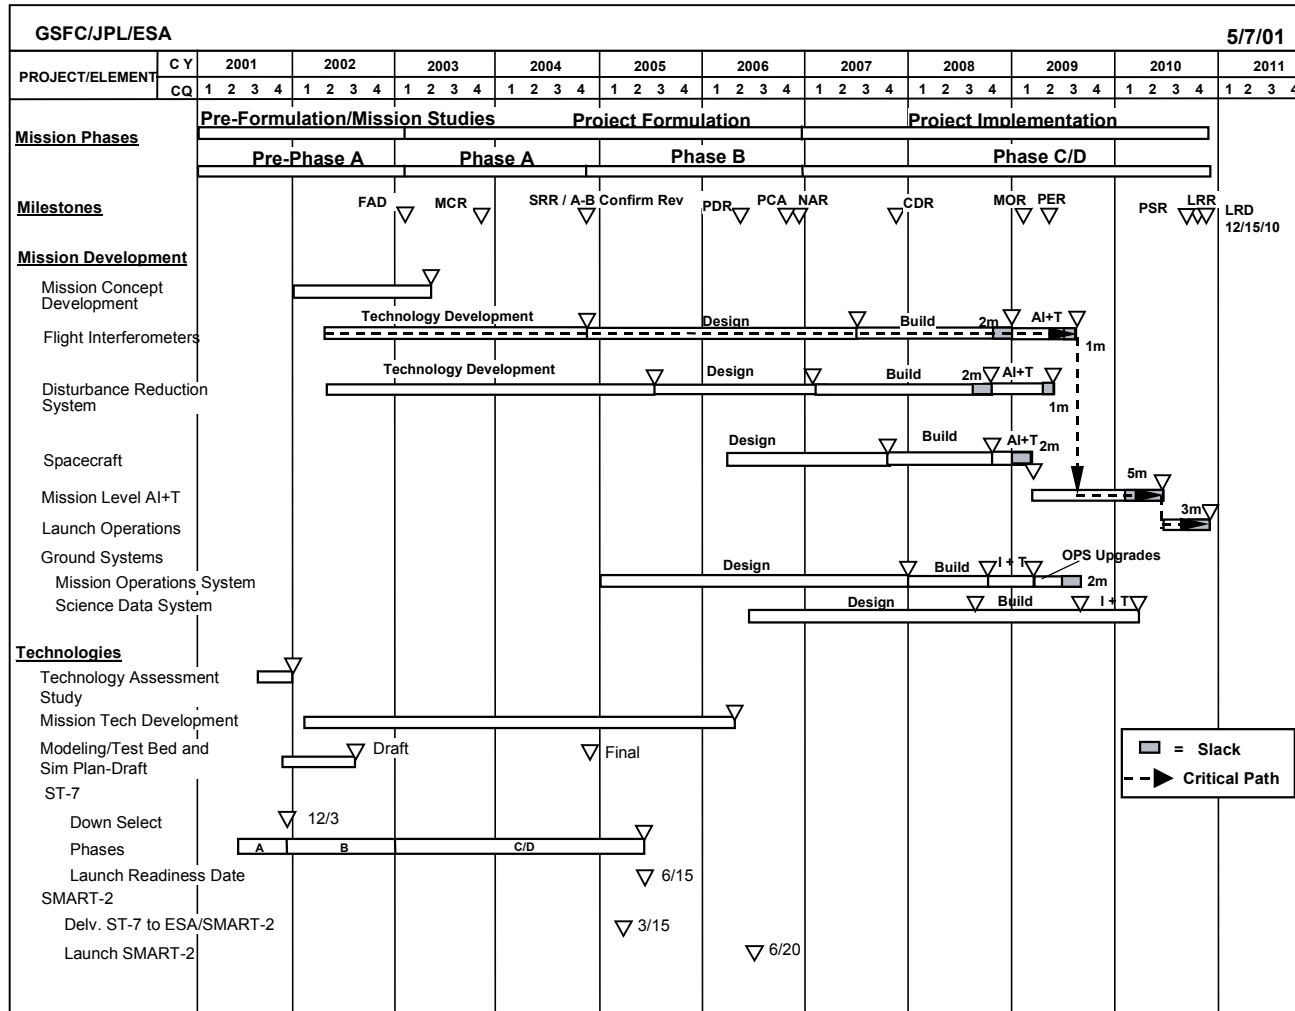 GSFC/JPL/ESA
5/7/01
PROJECT/ELEMENT
C Y 2001 2002 2003 2004 2005 2006 2007 2008 2009 2010 2011
CQ 1 2 3 4 1 2 3 4 1 2 3 4 1 2 3 4 1 2 3 4 1 2 3 4 1 2 3 4 1 2 3 4 1 2 3 4 1 2 3 4 1 2 3 4
Pre-Formulation/Mission Studies Project Formulation Project Implementation
Mission Phases
Pre-Phase A Phase A Phase B Phase C/D
Milestones FAD MCR SRR / A-B Confirm Rev PDR PCA NAR CDR MOR PER PSR LRR LRD
12/15/10
Mission Development
Mission Concept
Development
Technology Development Design Build 2m AI+T
Flight Interferometers 1m
Technology Development Design Build 2m AI+T
Disturbance Reduction
System 1m
Design Build AI+T 2m
Spacecraft
Mission Level AI+T 5m
Launch Operations 3m
Ground Systems
Design Build I + T OPS Upgrades
Mission Operations System 2m
Science Data System Design Build I + T
Technologies
Technology Assessment
Study
Mission Tech Development
Modeling/Test Bed and Draft Final
Sim Plan-Draft
ST-7
Down Select 12/3
Phases A B C/D
Launch Readiness Date 6/15
SMART-2
Delv. ST-7 to ESA/SMART-2 3/15
Launch SMART-2 6/20
= Slack
Critical Path